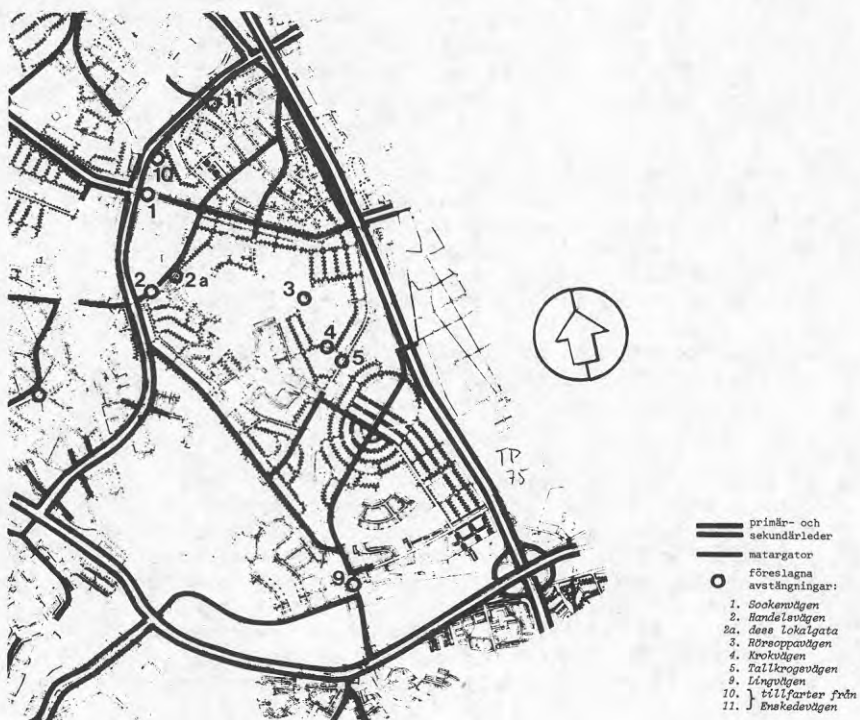 11
10
1
2
2a
3
4
5
TP
75
9
primär- och
sekundärleder
matargator
föreslagna
avstängningar:
1. Sockenvägen
2. Handelsvägen
2a. dess lokalgata
3. Rörsoppavägen
4. Krokvägen
5. Tallkrogsvägen
9. Lingvägen
10. } tillfarter från
11. } Enskedevägen